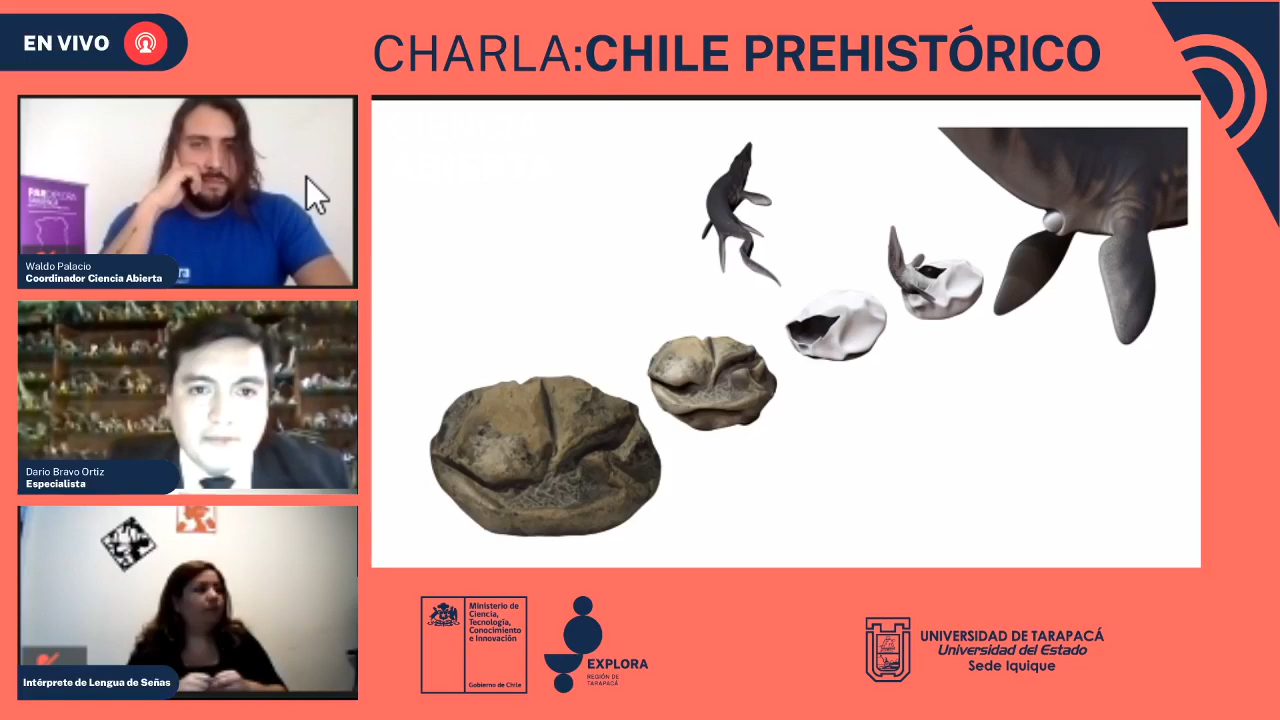 EN VIVO
CHARLA:CHILE PREHISTÓRICO
Waldo Palacio
Coordinador Ciencia Abierta
Dario Bravo Ortiz
Especialista
Intérprete de Lengua de Señas
Ministerio de
Ciencia,
Tecnología,
Conocimiento
e Innovación
Gobierno de Chile
EXPLORA
REGIÓN DE
TARAPACÁ
UNIVERSIDAD DE TARAPACÁ
Universidad del Estado
Sede Iquique